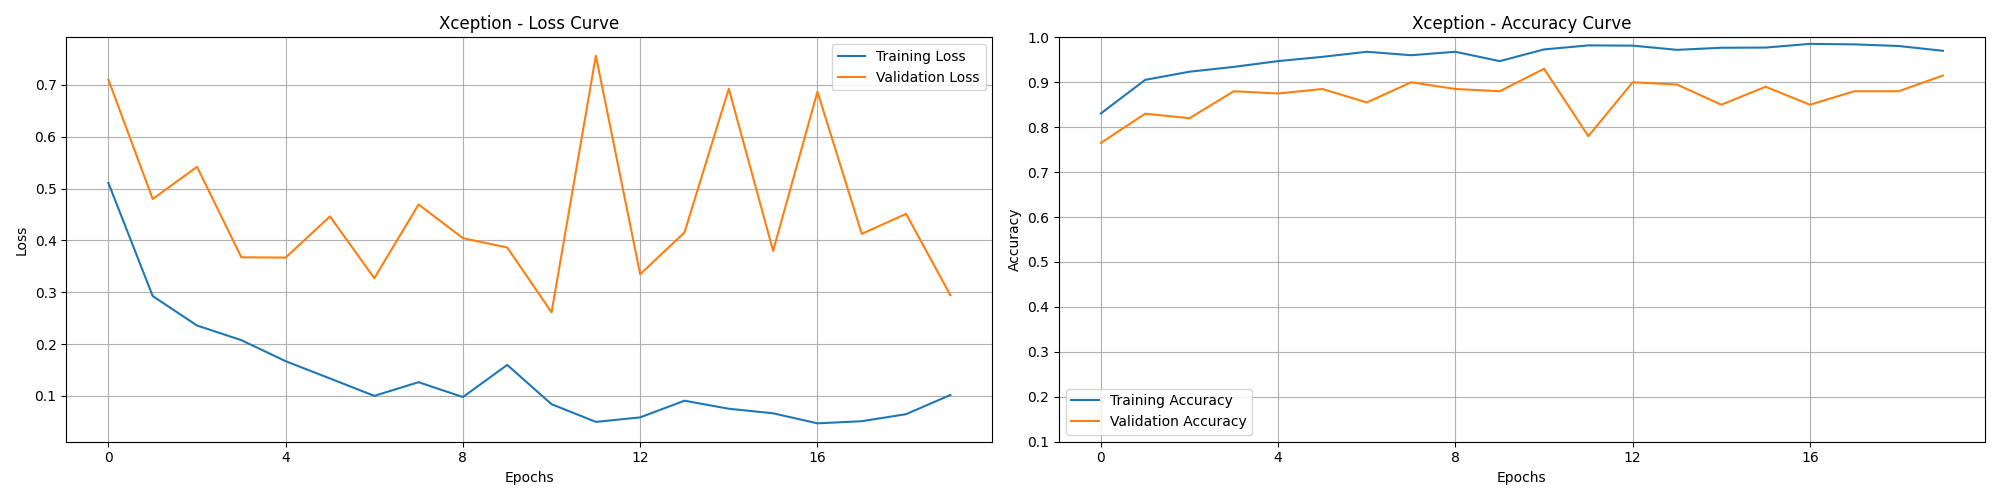 Xception - Loss Curve
Training Loss
Validation Loss
0.7
0.6
0.5
0.4
0.3
0.2
0.1
Loss
0 4 8 12 16
Epochs
Xception - Accuracy Curve
1.0
0.9
0.8
0.7
0.6
0.5
0.4
0.3
0.2
0.1
Accuracy
Training Accuracy
Validation Accuracy
0 4 8 12 16
Epochs